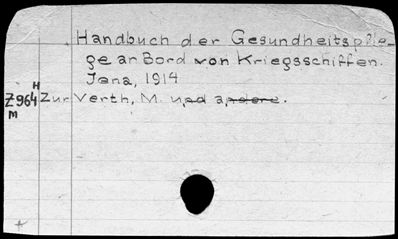 Handbuch der Gesundheitspfle-
ge an Bord von Kriegsschiffen.
Jena, 1914
H
Z964 Zur Verth, M. und andere.
M